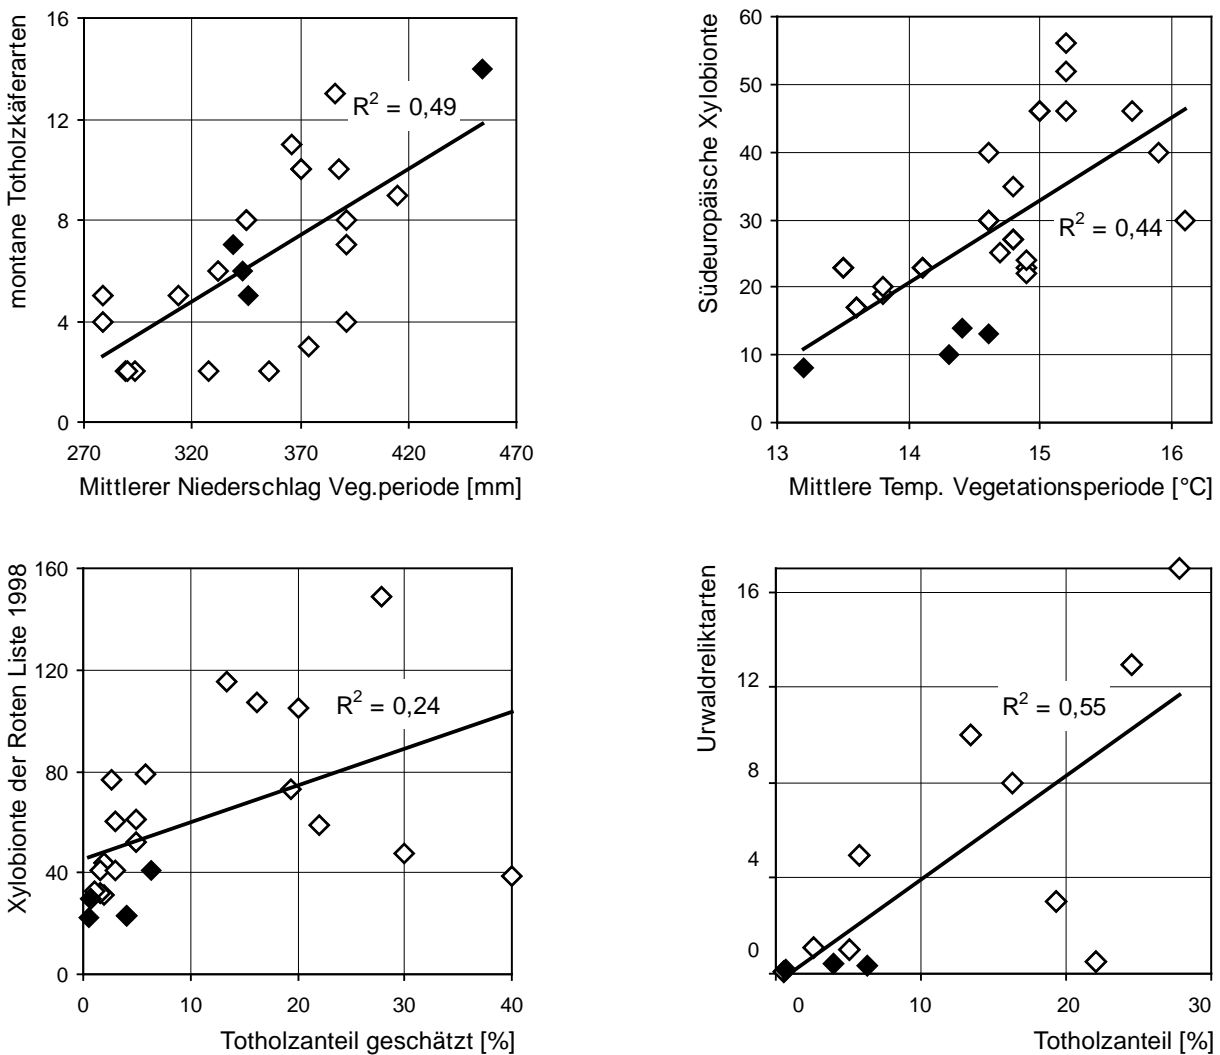 montane Totholzkäferarten
16
12
8
4
0
R² = 0,49
270 320 370 420 470
Mittlerer Niederschlag Veg.periode [mm]
Südeuropäische Xylobionte
60
50
40
30
20
10
0
R² = 0,44
13 14 15 16
Mittlere Temp. Vegetationsperiode [°C]
Xylobionte der Roten Liste 1998
160
120
80
40
0
R² = 0,24
0 10 20 30 40
Totholzanteil geschätzt [%]
Urwaldreliktarten
16
12
8
4
0
R² = 0,55
0 10 20 30
Totholzanteil [%]